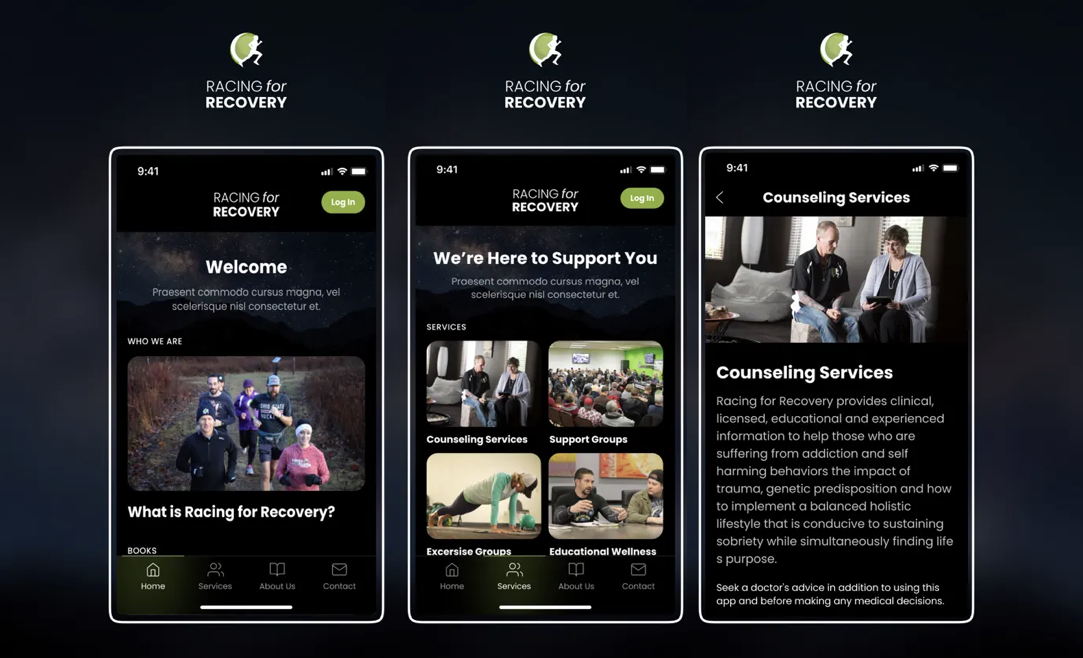 RACING for
RECOVERY
RACING for
RECOVERY
RACING for
RECOVERY
9:41
RACING for
RECOVERY
Log In
Welcome
Praesent commodo cursus magna, vel
scelerisque nisl consectetur et.
WHO WE ARE
What is Racing for Recovery?
BOOKS
Home
Services
About Us
Contact
9:41
RACING for
RECOVERY
Log In
We're Here to Support You
Praesent commodo cursus magna, vel
scelerisque nisl consectetur et.
SERVICES
Counseling Services
Support Groups
Excersise Groups
Educational Wellness
Home
Services
About Us
Contact
9:41
Counseling Services
Counseling Services
Racing for Recovery provides clinical,
licensed, educational and experienced
information to help those who are
suffering from addiction and self
harming behaviors the impact of
trauma, genetic predisposition and how
to implement a balanced holistic
lifestyle that is conducive to sustaining
sobriety while simultaneously finding life
s purpose.
Seek a doctor's advice in addition to using this
app and before making any medical decisions.